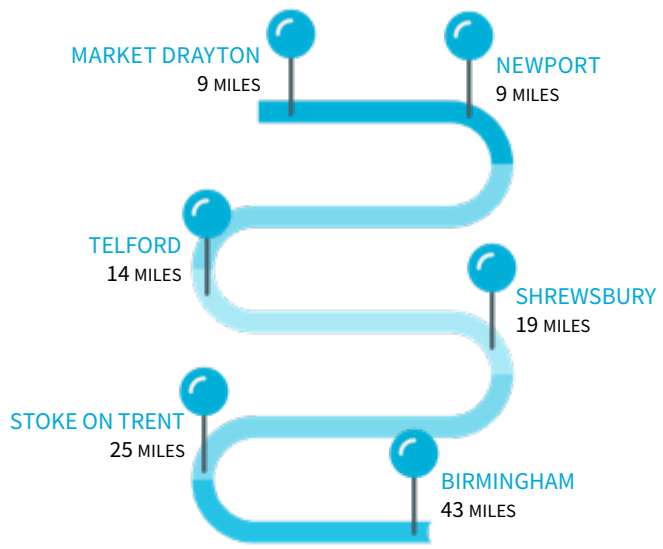 MARKET DRAYTON
9 MILES
NEWPORT
9 MILES
TELFORD
14 MILES
SHREWSBURY
19 MILES
STOKE ON TRENT
25 MILES
BIRMINGHAM
43 MILES